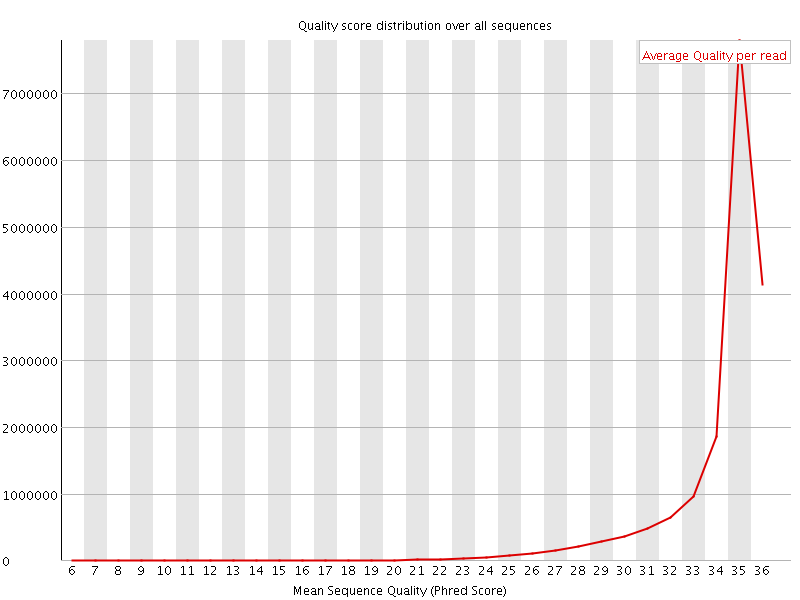 Quality score distribution over all sequences
Average Quality per read
7000000
6000000
5000000
4000000
3000000
2000000
1000000
0
6 7 8 9 10 11 12 13 14 15 16 17 18 19 20 21 22 23 24 25 26 27 28 29 30 31 32 33 34 35 36
Mean Sequence Quality (Phred Score)